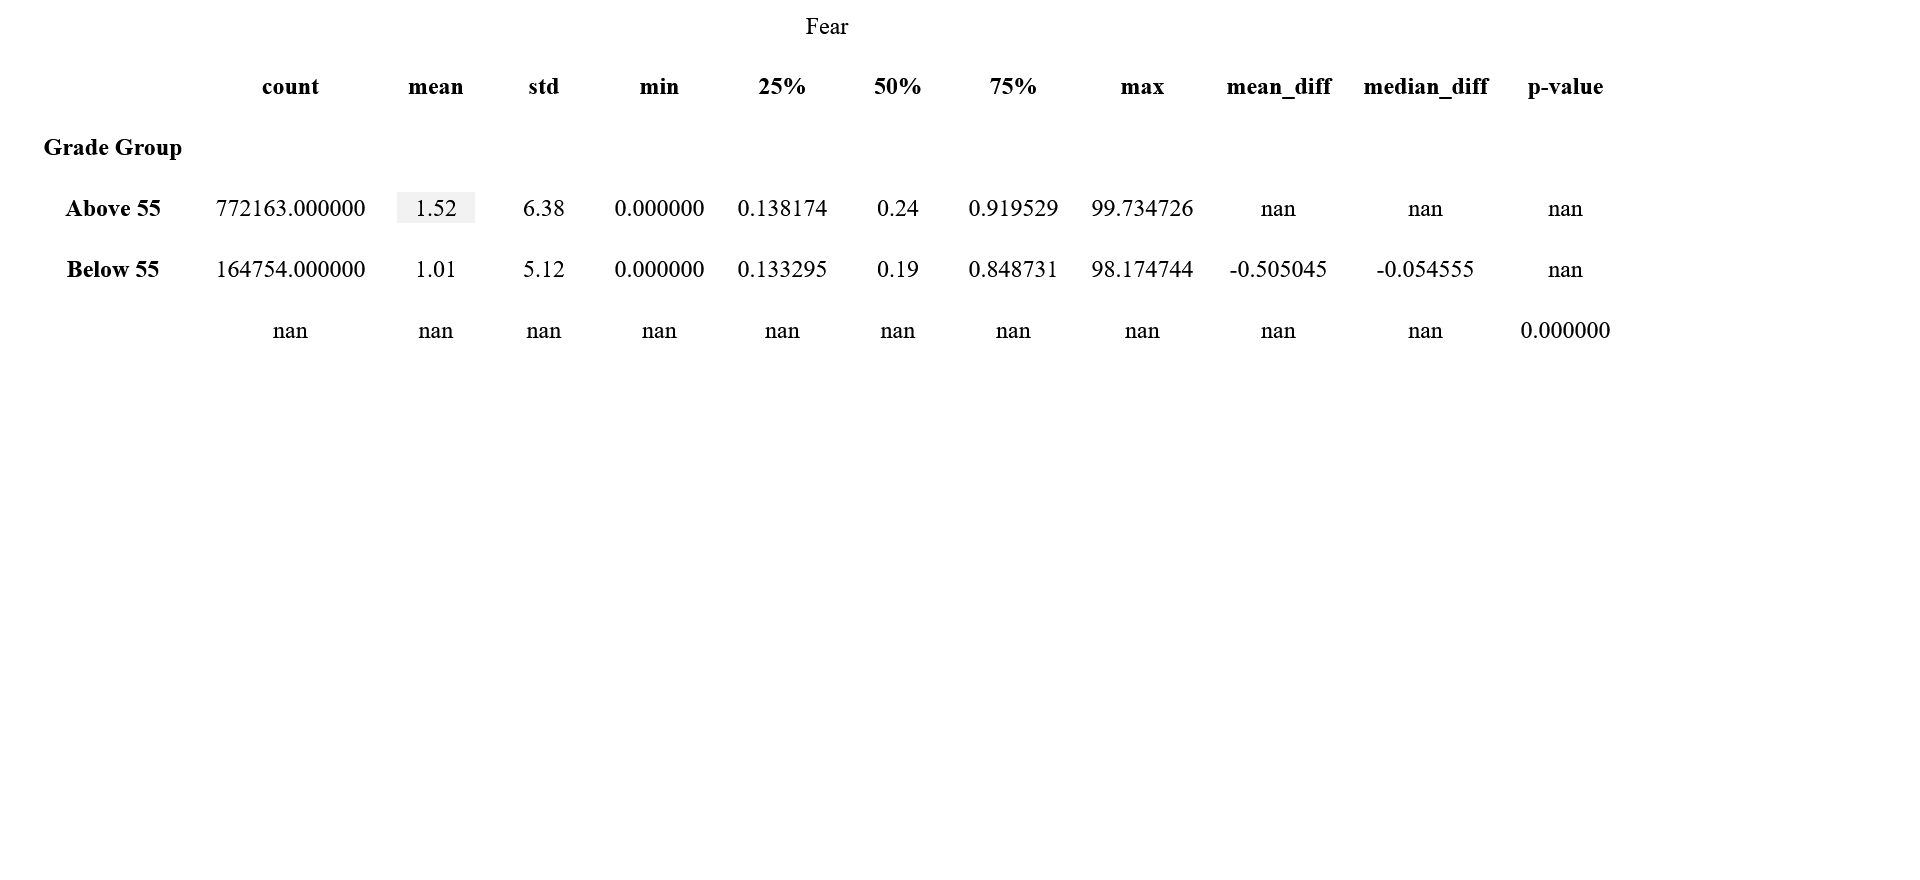 Fear
count mean std min 25% 50% 75% max mean_diff median_diff p-value
Grade Group
Above 55 772163.000000 1.52 6.38 0.000000 0.138174 0.24 0.919529 99.734726 nan nan nan
Below 55 164754.000000 1.01 5.12 0.000000 0.133295 0.19 0.848731 98.174744 -0.505045 -0.054555 nan
nan nan nan nan nan nan nan nan nan nan 0.000000